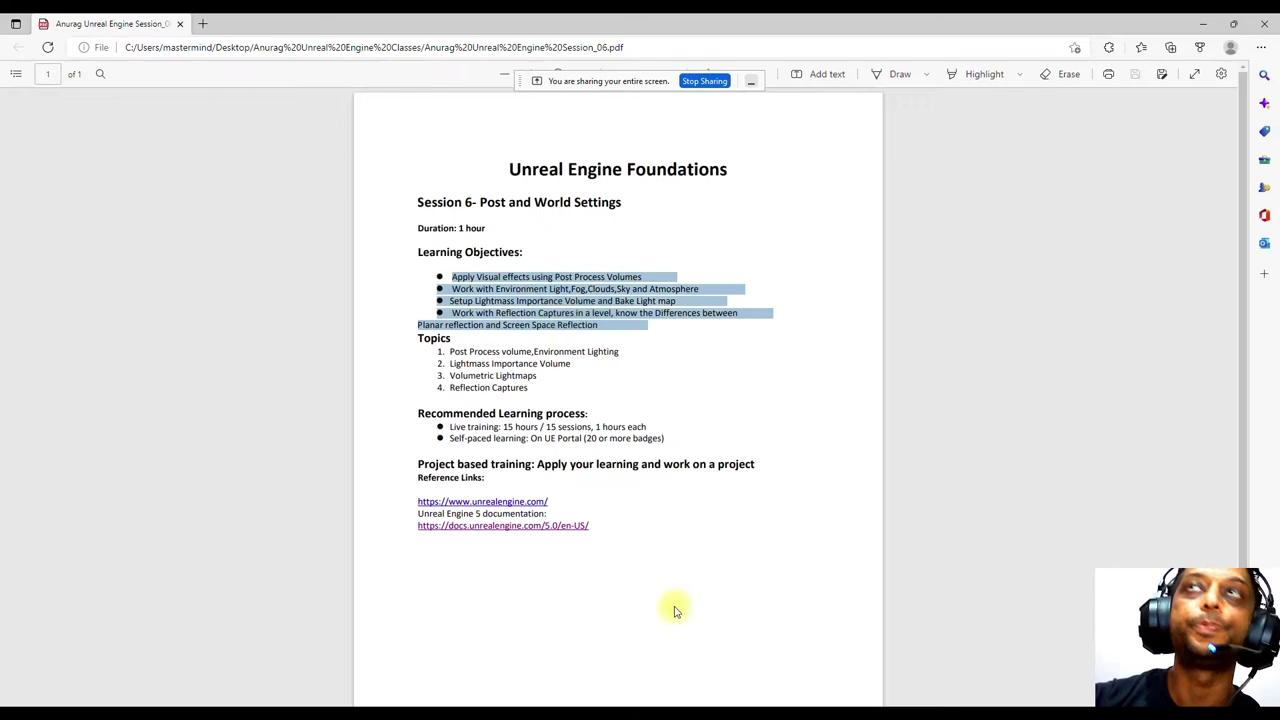 Anurag Unreal Engine Session_0
File
C:/Users/mastermind/Desktop/Anurag%20Unreal%20Engine%20Classes/Anurag%20Unreal%20Engine%20Session_06.pdf
1 of 1
You are sharing your entire screen. Stop Sharing
Add text Draw Highlight Erase
Unreal Engine Foundations
Session 6- Post and World Settings
Duration: 1 hour
Learning Objectives:
● Apply Visual effects using Post Process Volumes
● Work with Environment Light,Fog,Clouds,Sky and Atmosphere
● Setup Lightmass Importance Volume and Bake Light map
● Work with Reflection Captures in a level, know the Differences between
Planar reflection and Screen Space Reflection
Topics
1. Post Process volume,Environment Lighting
2. Lightmass Importance Volume
3. Volumetric Lightmaps
4. Reflection Captures
Recommended Learning process:
● Live training: 15 hours / 15 sessions, 1 hours each
● Self-paced learning: On UE Portal (20 or more badges)
Project based training: Apply your learning and work on a project
Reference Links:
https://www.unrealengine.com/
Unreal Engine 5 documentation:
https://docs.unrealengine.com/5.0/en-US/